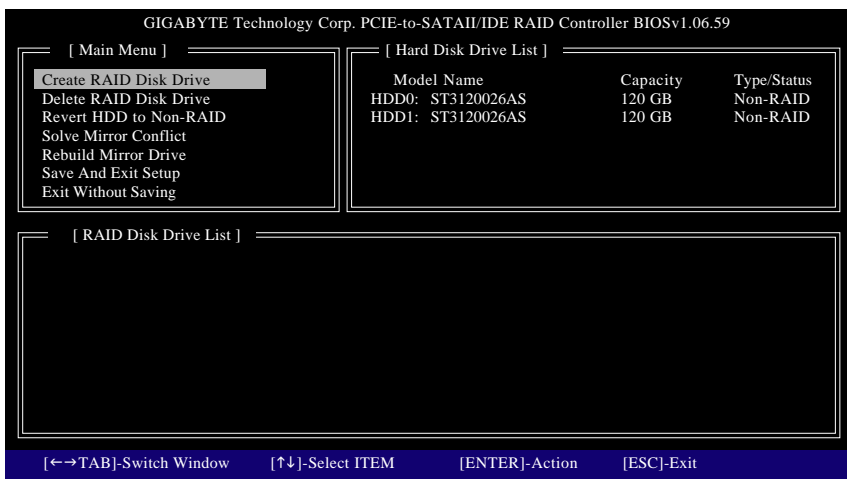 GIGABYTE Technology Corp. PCIE-to-SATAII/IDE RAID Controller BIOSv1.06.59
[ Main Menu ]
Create RAID Disk Drive
Delete RAID Disk Drive
Revert HDD to Non-RAID
Solve Mirror Conflict
Rebuild Mirror Drive
Save And Exit Setup
Exit Without Saving
[ Hard Disk Drive List ]
Model Name Capacity Type/Status
HDD0: ST3120026AS 120 GB Non-RAID
HDD1: ST3120026AS 120 GB Non-RAID
[ RAID Disk Drive List ]
[←→TAB]-Switch Window [↑↓]-Select ITEM [ENTER]-Action [ESC]-Exit